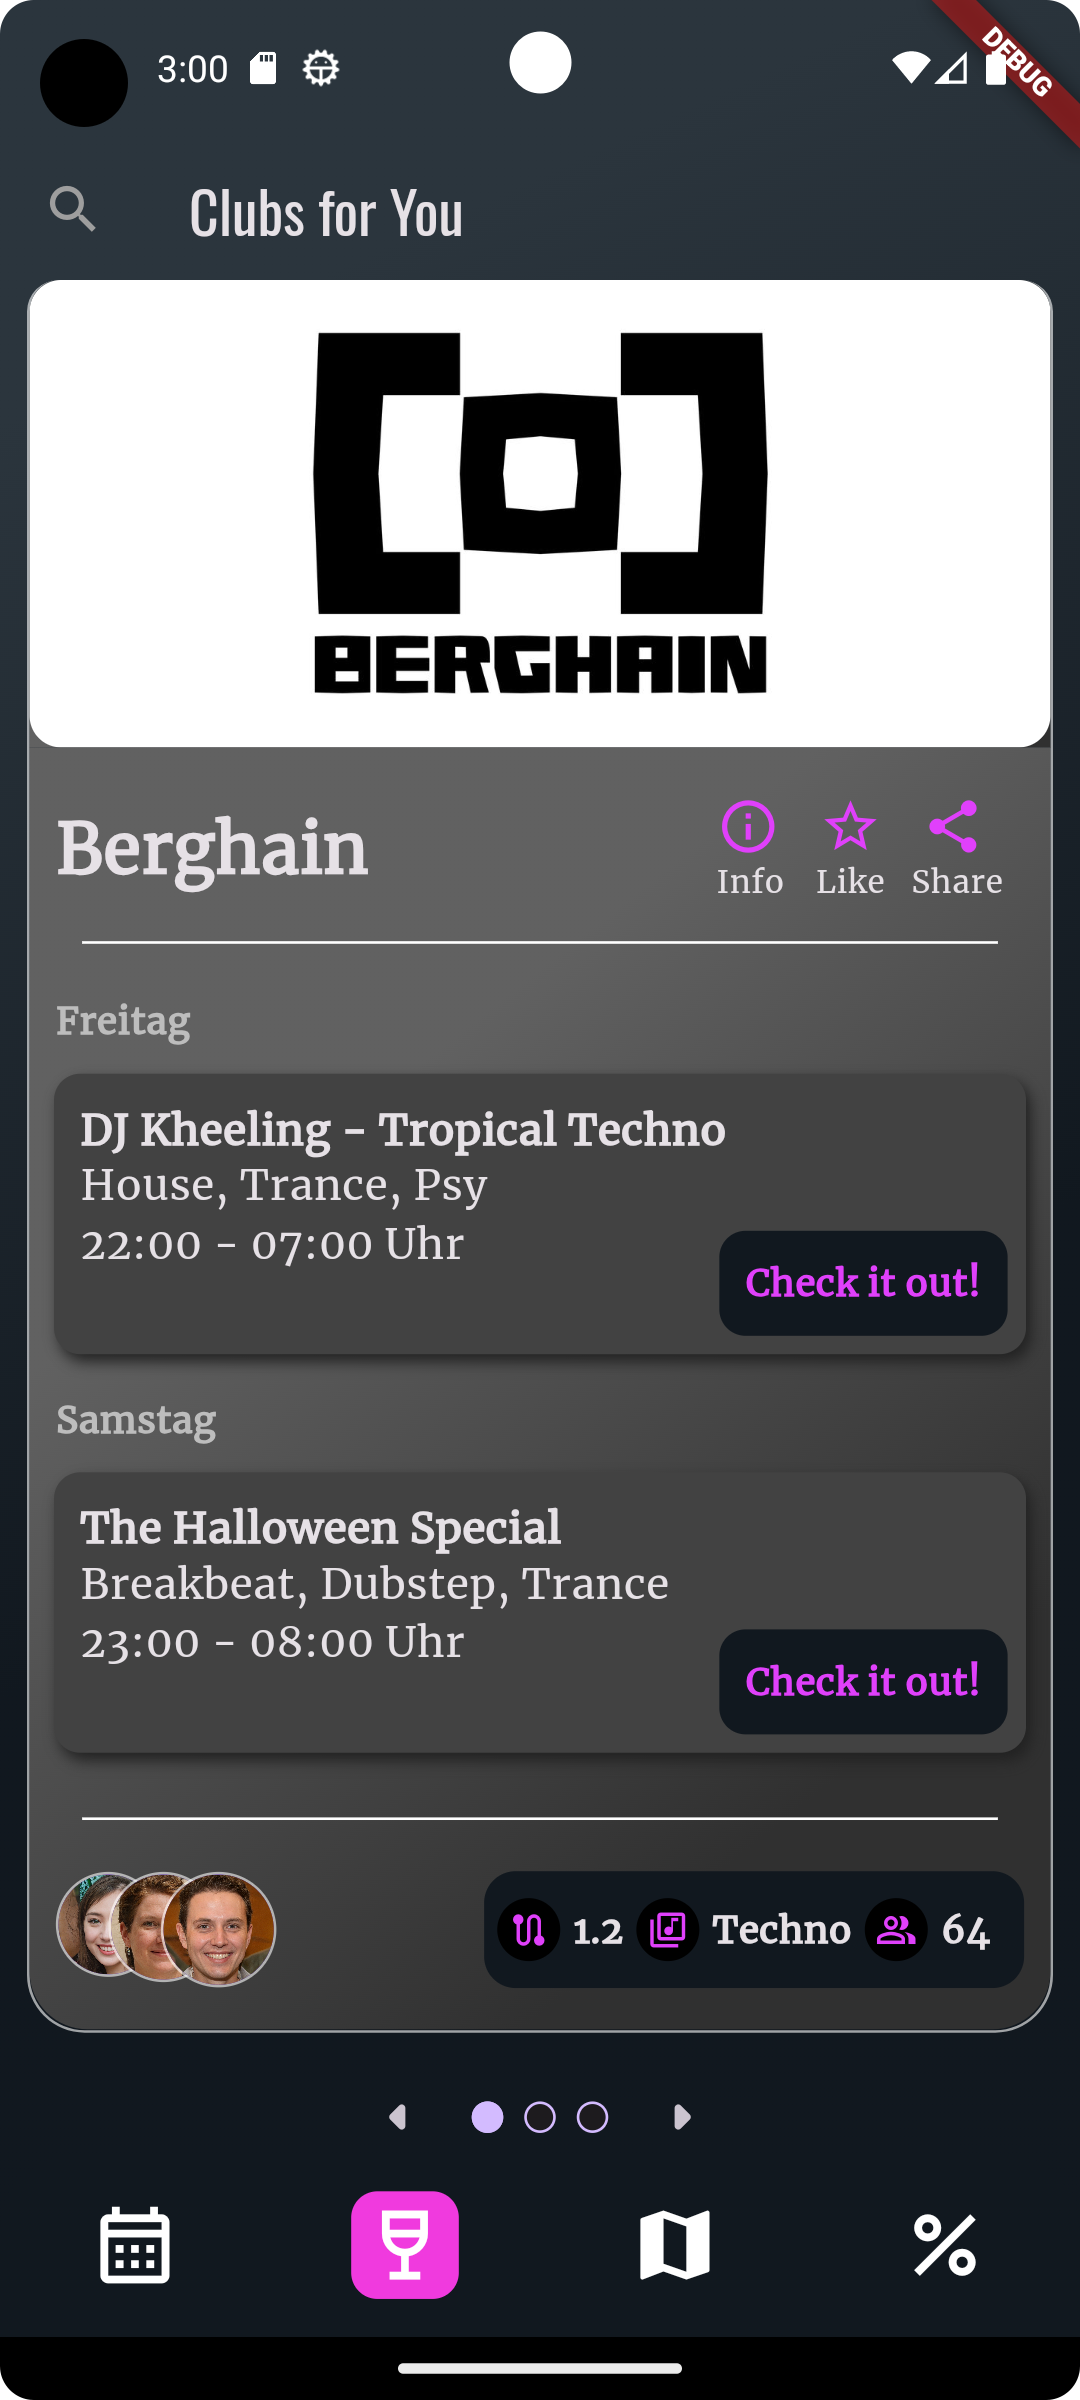 3:00
DEBUG
Clubs for You
BERGHAIN
Berghain
Info Like Share
Freitag
DJ Kheeling - Tropical Techno
House, Trance, Psy
22:00 - 07:00 Uhr
Check it out!
Samstag
The Halloween Special
Breakbeat, Dubstep, Trance
23:00 - 08:00 Uhr
Check it out!
1.2 Techno 64